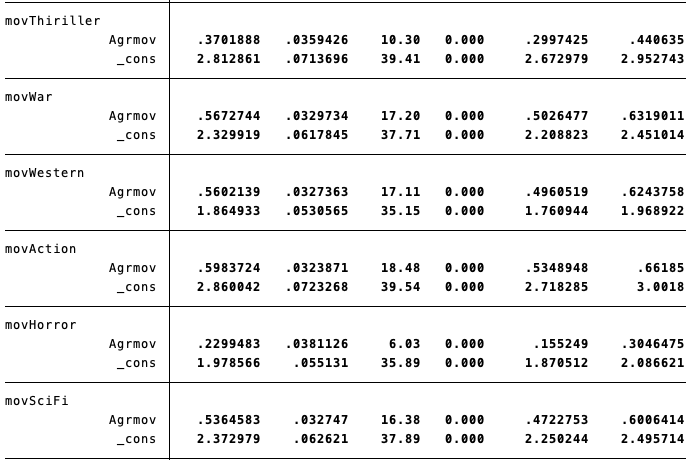 movThiriller
Agrmov .3701888 .0359426 10.30 0.000 .2997425 .440635
_cons 2.812861 .0713696 39.41 0.000 2.672979 2.952743
movWar
Agrmov .5672744 .0329734 17.20 0.000 .5026477 .6319011
_cons 2.329919 .0617845 37.71 0.000 2.208823 2.451014
movWestern
Agrmov .5602139 .0327363 17.11 0.000 .4960519 .6243758
_cons 1.864933 .0530565 35.15 0.000 1.760944 1.968922
movAction
Agrmov .5983724 .0323871 18.48 0.000 .5348948 .66185
_cons 2.860042 .0723268 39.54 0.000 2.718285 3.0018
movHorror
Agrmov .2299483 .0381126 6.03 0.000 .155249 .3046475
_cons 1.978566 .055131 35.89 0.000 1.870512 2.086621
movSciFi
Agrmov .5364583 .032747 16.38 0.000 .4722753 .6006414
_cons 2.372979 .062621 37.89 0.000 2.250244 2.495714